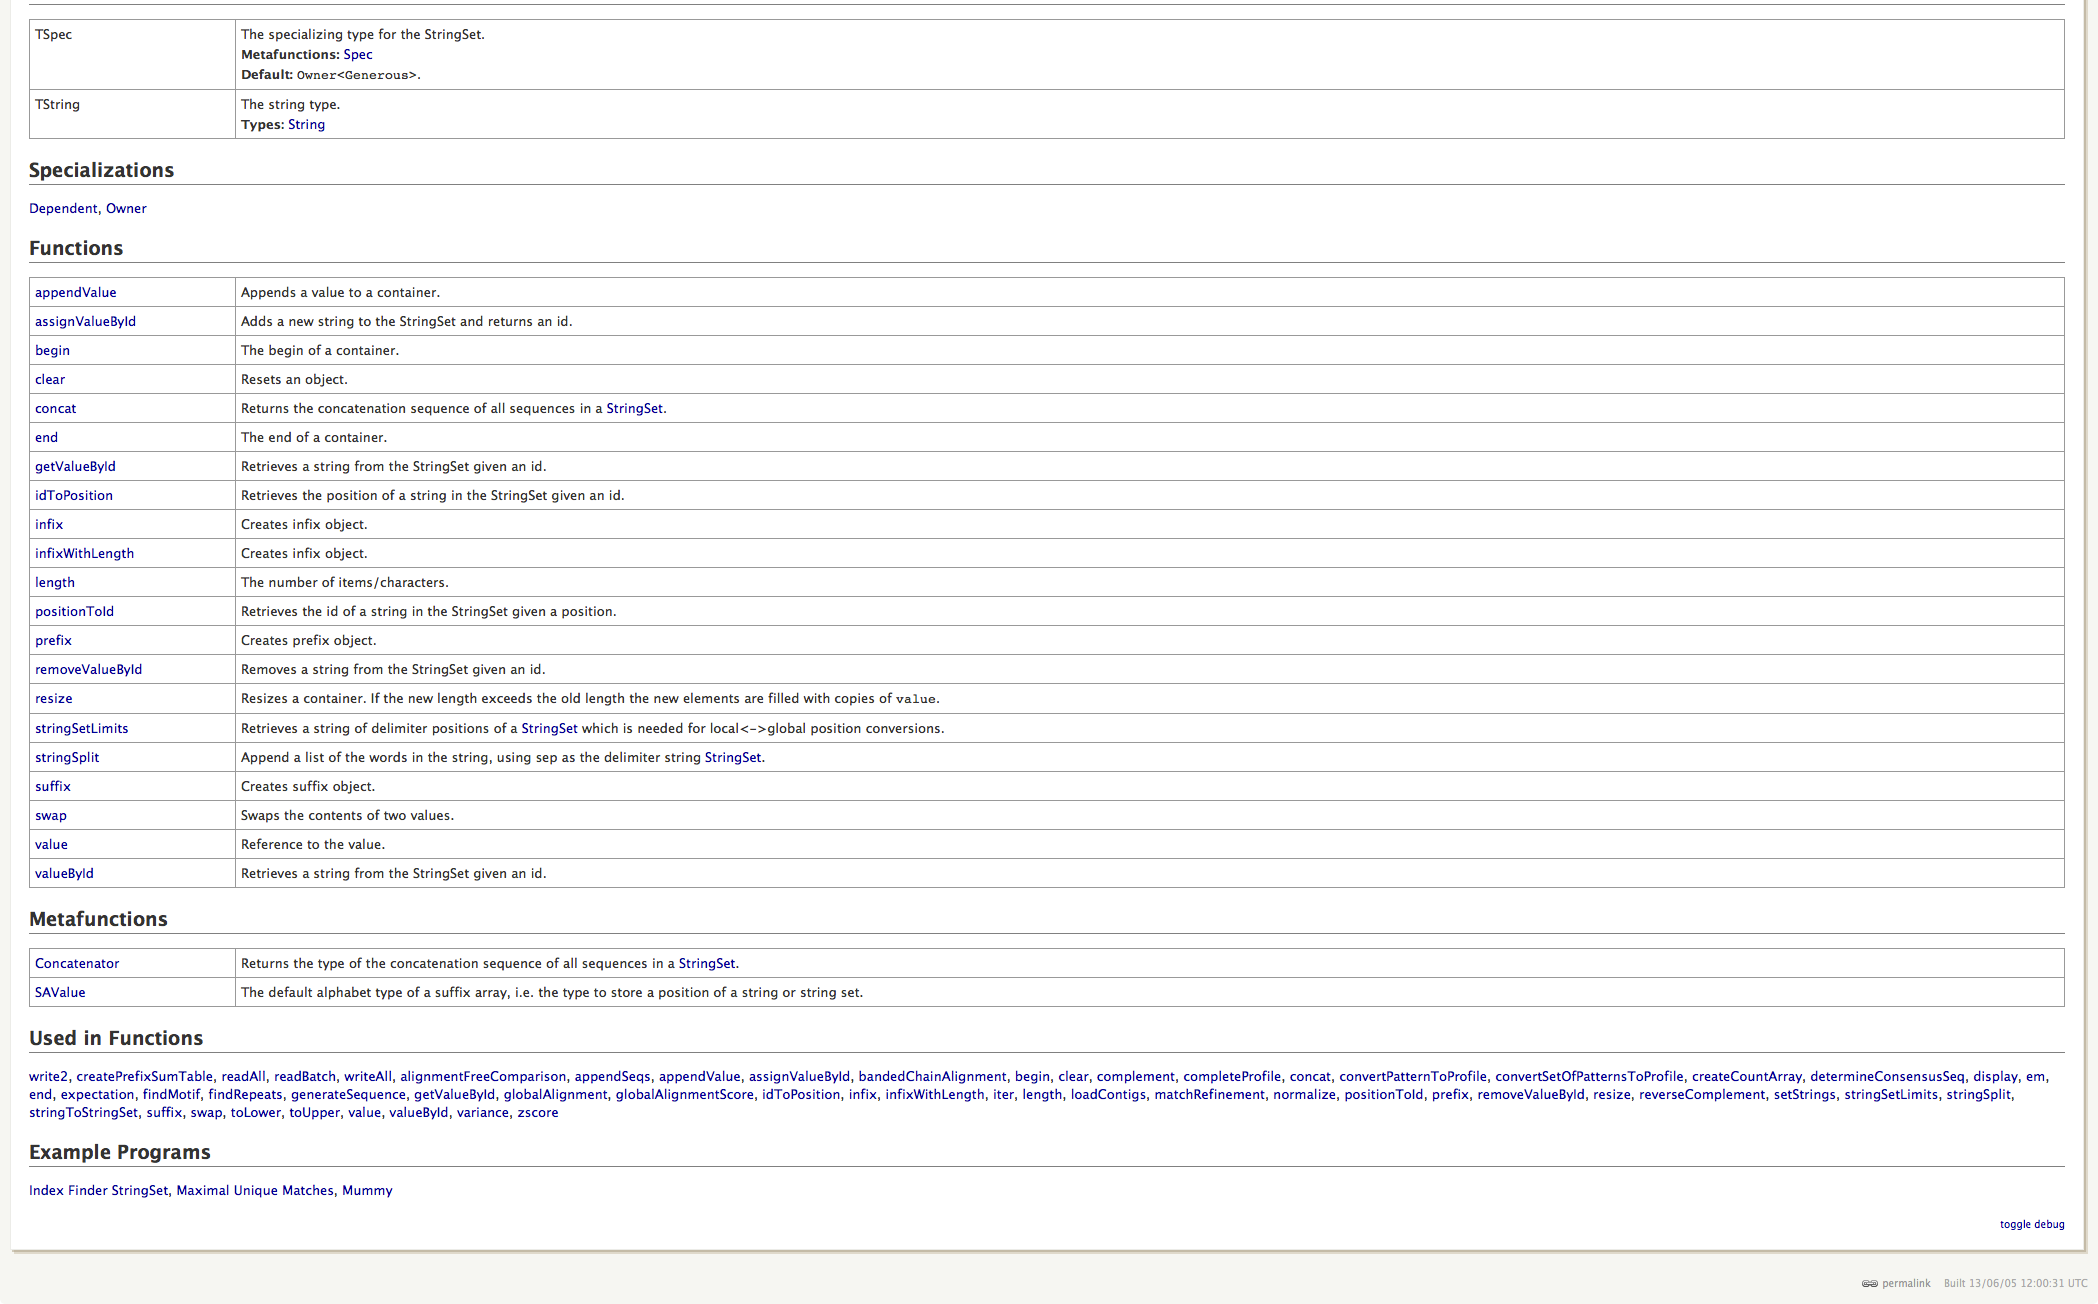 TSpec
The specializing type for the StringSet.
Metafunctions: Spec
Default: Owner<Generous>.
TString
The string type.
Types: String
Specializations
Dependent, Owner
Functions
appendValue Appends a value to a container.
assignValueById Adds a new string to the StringSet and returns an id.
begin The begin of a container.
clear Resets an object.
concat Returns the concatenation sequence of all sequences in a StringSet.
end The end of a container.
getValueById Retrieves a string from the StringSet given an id.
idToPosition Retrieves the position of a string in the StringSet given an id.
infix Creates infix object.
infixWithLength Creates infix object.
length The number of items/characters.
positionToId Retrieves the id of a string in the StringSet given a position.
prefix Creates prefix object.
removeValueById Removes a string from the StringSet given an id.
resize Resizes a container. If the new length exceeds the old length the new elements are filled with copies of value.
stringSetLimits Retrieves a string of delimiter positions of a StringSet which is needed for local<->global position conversions.
stringSplit Append a list of the words in the string, using sep as the delimiter string StringSet.
suffix Creates suffix object.
swap Swaps the contents of two values.
value Reference to the value.
valueById Retrieves a string from the StringSet given an id.
Metafunctions
Concatenator Returns the type of the concatenation sequence of all sequences in a StringSet.
SAValue The default alphabet type of a suffix array, i.e. the type to store a position of a string or string set.
Used in Functions
write2, createPrefixSumTable, readAll, readBatch, writeAll, alignmentFreeComparison, appendSeqs, appendValue, assignValueById, bandedChainAlignment, begin, clear, complement, completeProfile, concat, convertPatternToProfile, convertSetOfPatternsToProfile, createCountArray, determineConsensusSeq, display, em,
end, expectation, findMotif, findRepeats, generateSequence, getValueById, globalAlignment, globalAlignmentScore, idToPosition, infix, infixWithLength, iter, length, loadContigs, matchRefinement, normalize, positionToId, prefix, removeValueById, resize, reverseComplement, setStrings, stringSetLimits, stringSplit,
stringToStringSet, suffix, swap, toLower, toUpper, value, valueById, variance, zscore
Example Programs
Index Finder StringSet, Maximal Unique Matches, Mummy
toggle debug
permalink Built 13/06/05 12:00:31 UTC